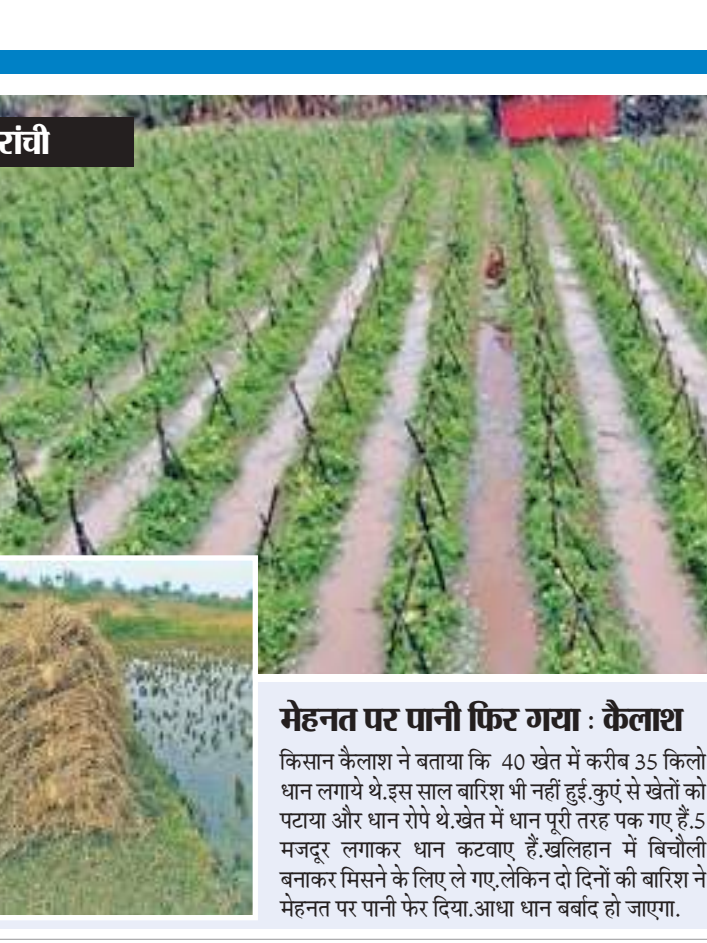 रांची
मेहनत पर पानी फिर गया : कैलाश
किसान कैलाश ने बताया कि 40 खेत में करीब 35 किलो
धान लगाये थे.इस साल बारिश भी नहीं हुई.कुएं से खेतों को
पटाया और धान रोपे थे.खेत में धान पूरी तरह पक गए हैं.5
मजदूर लगाकर धान कटवाए हैं.खलिहान में बिचौली
बनाकर मिसने के लिए ले गए.लेकिन दो दिनों की बारिश ने
मेहनत पर पानी फेर दिया.आधा धान बर्बाद हो जाएगा.